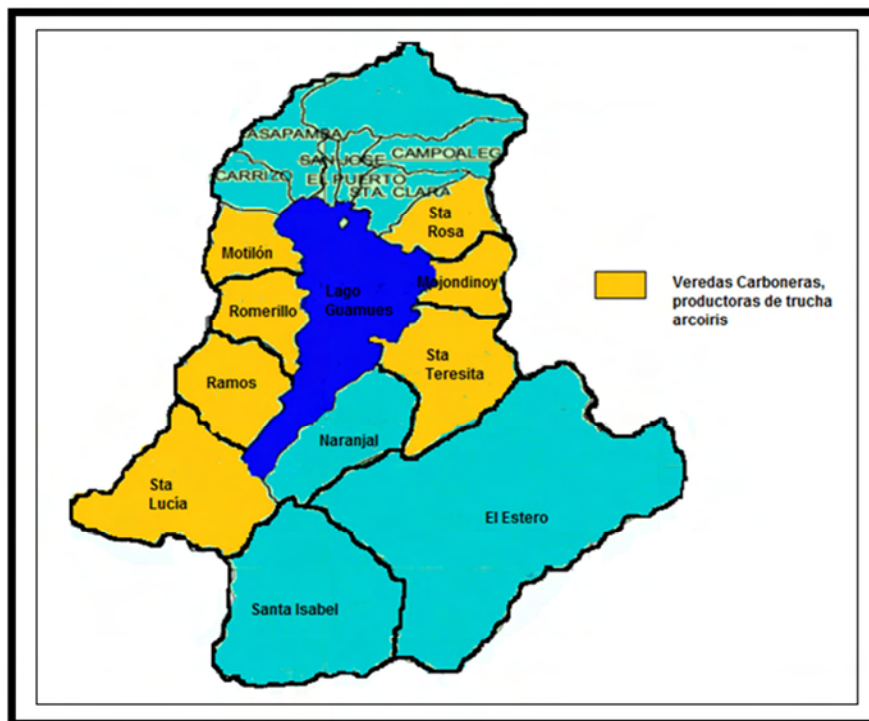 CASAPAMBA
SAN JOSE
CAMPOALEG
CARRIZO
EL PUERTO
STA. CLARA
Sta
Rosa
Motilón
Mojondinoy
Lago
Guamues
Romerillo
Veredas Carboneras,
productoras de trucha
arcoiris
Sta
Teresita
Ramos
Naranjal
Sta
Lucía
El Estero
Santa Isabel